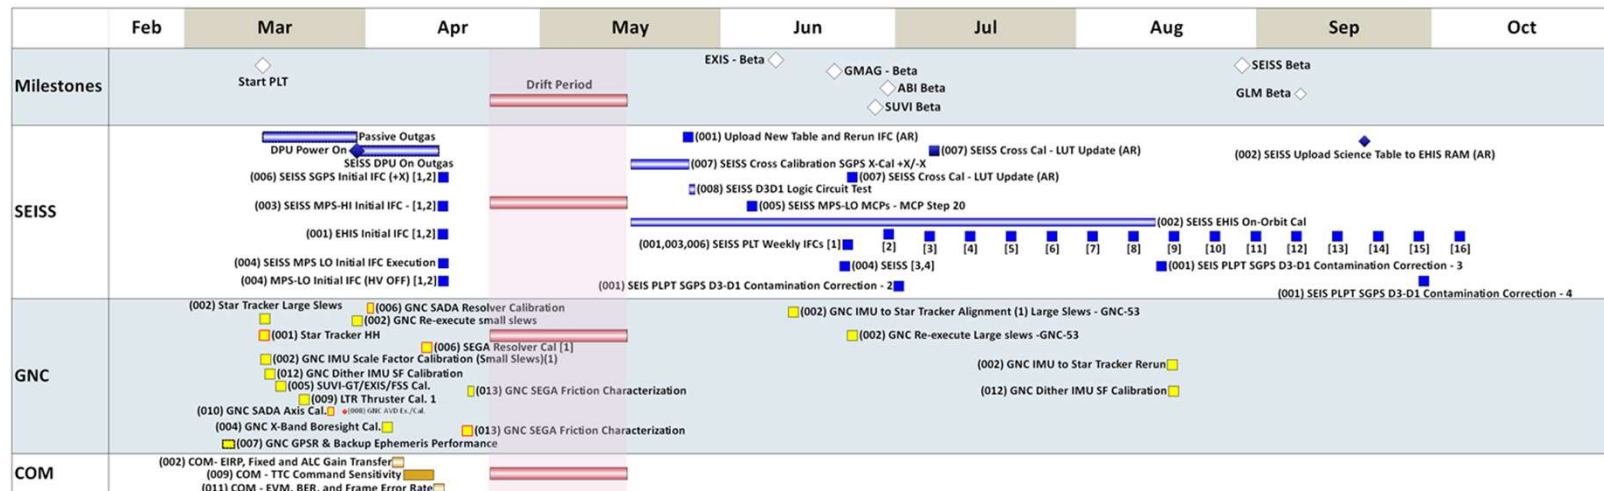 Feb Mar Apr May Jun Jul Aug Sep Oct
Milestones
Start PLT
Drift Period
EXIS - Beta
GMAG - Beta
ABI Beta
SUVI Beta
SEISS Beta
GLM Beta
SEISS
Passive Outgas
DPU Power On
SEISS DPU On Outgas
(006) SEISS SGPS Initial IFC (+X) [1,2]
(003) SEISS MPS-HI Initial IFC - [1,2]
(001) EHIS Initial IFC [1,2]
(004) SEISS MPS LO Initial IFC Execution
(004) MPS-LO Initial IFC (HV OFF) [1,2]
(001) Upload New Table and Rerun IFC (AR)
(007) SEISS Cross Cal - LUT Update (AR)
(002) SEISS Upload Science Table to EHIS RAM (AR)
(007) SEISS Cross Calibration SGPS X-Cal +X/-X
(007) SEISS Cross Cal - LUT Update (AR)
(008) SEISS D3D1 Logic Circuit Test
(005) SEISS MPS-LO MCPs - MCP Step 20
(002) SEISS EHIS On-Orbit Cal
(001,003,006) SEISS PLT Weekly IFCs [1]
[2] [3] [4] [5] [6] [7] [8] [9] [10] [11] [12] [13] [14] [15] [16]
(004) SEISS [3,4]
(001) SEIS PLPT SGPS D3-D1 Contamination Correction - 3
(001) SEIS PLPT SGPS D3-D1 Contamination Correction - 2
(001) SEIS PLPT SGPS D3-D1 Contamination Correction - 4
GNC
(002) Star Tracker Large Slews
(006) GNC SADA Resolver Calibration
(002) GNC Re-execute small slews
(001) Star Tracker HH
(006) SEGA Resolver Cal [1]
(002) GNC IMU Scale Factor Calibration (Small Slews)(1)
(012) GNC Dither IMU SF Calibration
(005) SUVI-GT/EXIS/FSS Cal.
(013) GNC SEGA Friction Characterization
(009) LTR Thruster Cal. 1
(010) GNC SADA Axis Cal.
(008) GNC AVD Ex./Cal.
(004) GNC X-Band Boresight Cal.
(013) GNC SEGA Friction Characterization
(007) GNC GPSR & Backup Ephemeris Performance
(002) GNC IMU to Star Tracker Alignment (1) Large Slews - GNC-53
(002) GNC Re-execute Large slews -GNC-53
(002) GNC IMU to Star Tracker Rerun
(012) GNC Dither IMU SF Calibration
COM
(002) COM- EIRP, Fixed and ALC Gain Transfer
(009) COM - TTC Command Sensitivity
(011) COM - EVM, BER, and Frame Error Rate